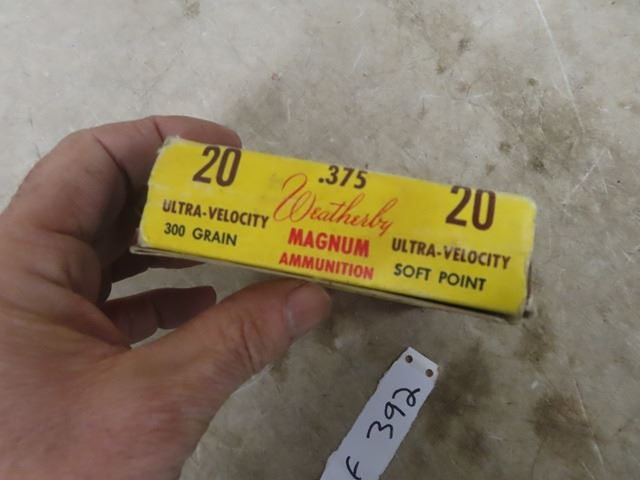 20 .375 20
Weatherby
ULTRA-VELOCITY MAGNUM ULTRA-VELOCITY
300 GRAIN AMMUNITION SOFT POINT
F 392